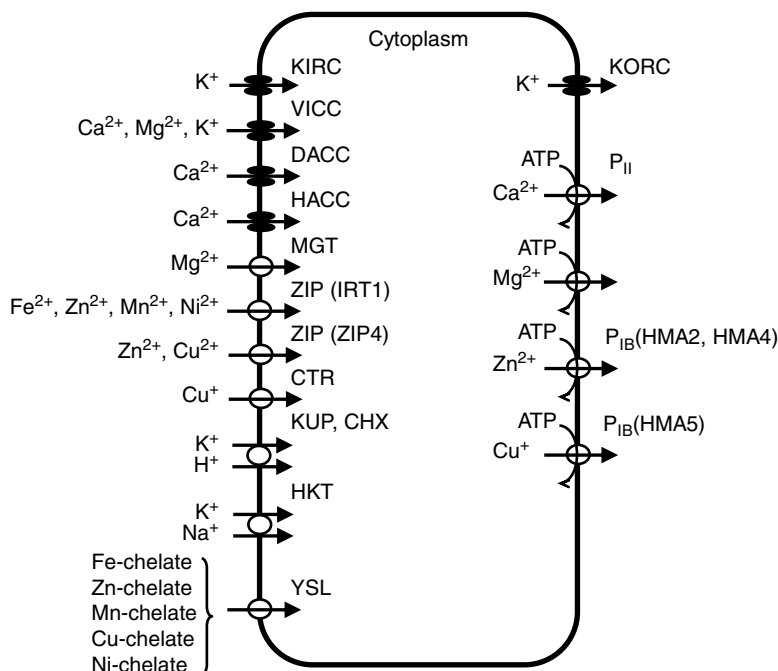 Cytoplasm
K⁺ KIRC
Ca²⁺, Mg²⁺, K⁺ VICC
Ca²⁺ DACC
Ca²⁺ HACC
Mg²⁺ MGT
Fe²⁺, Zn²⁺, Mn²⁺, Ni²⁺ ZIP (IRT1)
Zn²⁺, Cu²⁺ ZIP (ZIP4)
Cu⁺ CTR
K⁺ KUP, CHX
H⁺
K⁺ HKT
Na⁺
Fe-chelate
Zn-chelate
Mn-chelate YSL
Cu-chelate
Ni-chelate
K⁺ KORC
ATP P_II
Ca²⁺
ATP
Mg²⁺
ATP P_IB(HMA2, HMA4)
Zn²⁺
ATP P_IB(HMA5)
Cu⁺